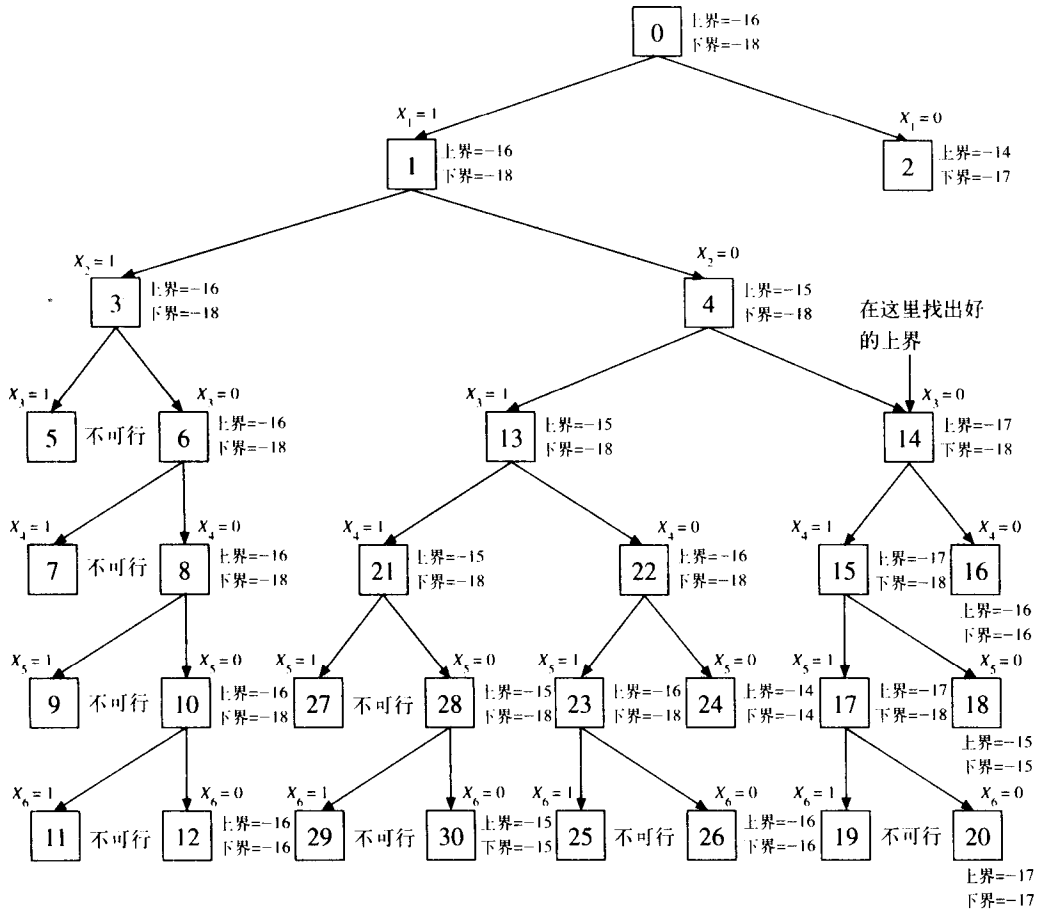 0
上界=-16
下界=-18
X1 = 1
X1 = 0
1
上界=-16
下界=-18
2
上界=-14
下界=-17
X2 = 1
X2 = 0
3
上界=-16
下界=-18
4
上界=-15
下界=-18
在这里找出好
的上界
X3 = 1
X3 = 0
X3 = 1
X3 = 0
5
不可行
6
上界=-16
下界=-18
13
上界=-15
下界=-18
14
上界=-17
下界=-18
X4 = 1
X4 = 0
X4 = 1
X4 = 0
X4 = 1
X4 = 0
7
不可行
8
上界=-16
下界=-18
21
上界=-15
下界=-18
22
上界=-16
下界=-18
15
上界=-17
下界=-18
16
上界=-16
下界=-16
X5 = 1
X5 = 0
X5 = 1
X5 = 0
X5 = 1
X5 = 0
X5 = 1
X5 = 0
9
不可行
10
上界=-16
下界=-18
27
不可行
28
上界=-15
下界=-18
23
上界=-16
下界=-18
24
上界=-14
下界=-14
17
上界=-17
下界=-18
18
上界=-15
下界=-15
X6 = 1
X6 = 0
X6 = 1
X6 = 0
X6 = 1
X6 = 0
X6 = 1
X6 = 0
11
不可行
12
上界=-16
下界=-16
29
不可行
30
上界=-15
下界=-15
25
不可行
26
上界=-16
下界=-16
19
不可行
20
上界=-17
下界=-17